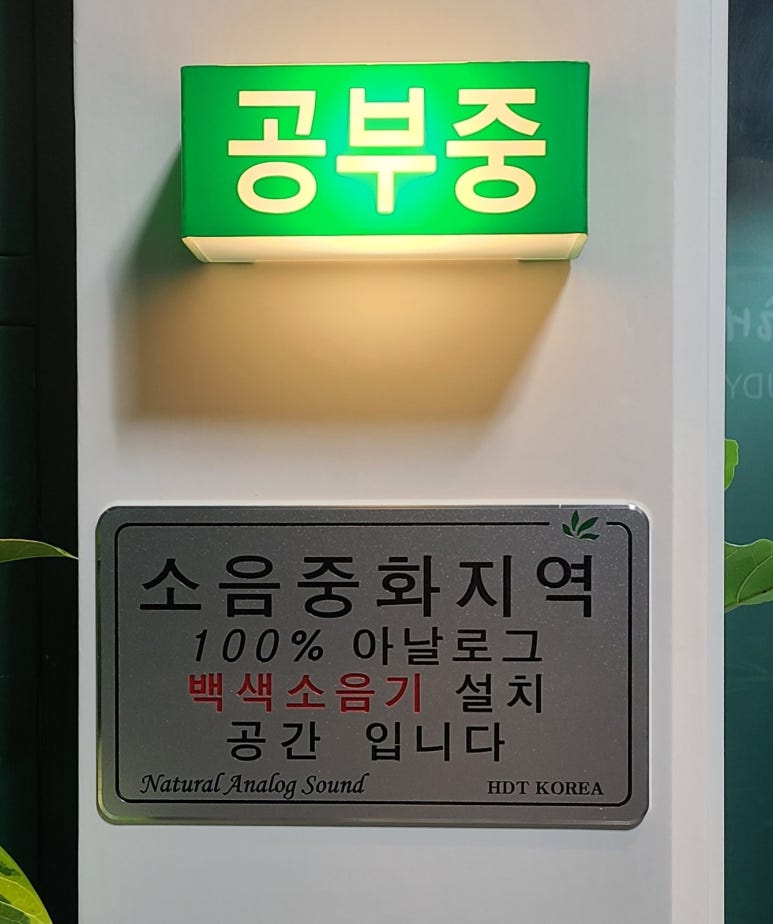 공부중
소음중화지역
100% 아날로그
백색소음기 설치
공간 입니다
Natural Analog Sound
HDT KOREA